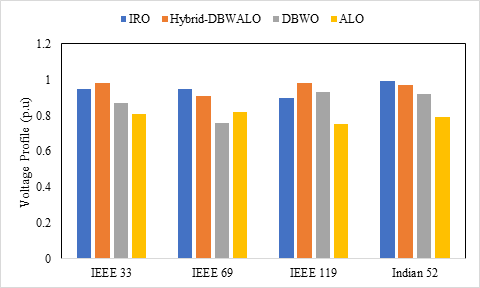 IRO Hybrid-DBWALO DBWO ALO
Voltage Profile (p.u)
1.2
1
0.8
0.6
0.4
0.2
0
IEEE 33 IEEE 69 IEEE 119 Indian 52